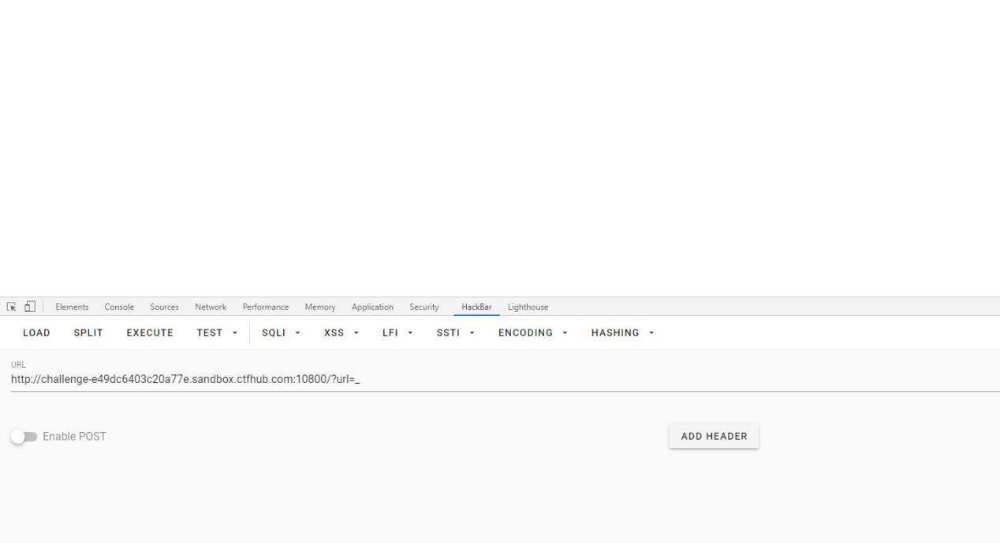 Elements Console Sources Network Performance Memory Application Security HackBar Lighthouse
LOAD SPLIT EXECUTE TEST SQLI XSS LFI SSTI ENCODING HASHING
URL
http://challenge-e49dc6403c20a77e.sandbox.ctfhub.com:10800/?url=_
Enable POST ADD HEADER